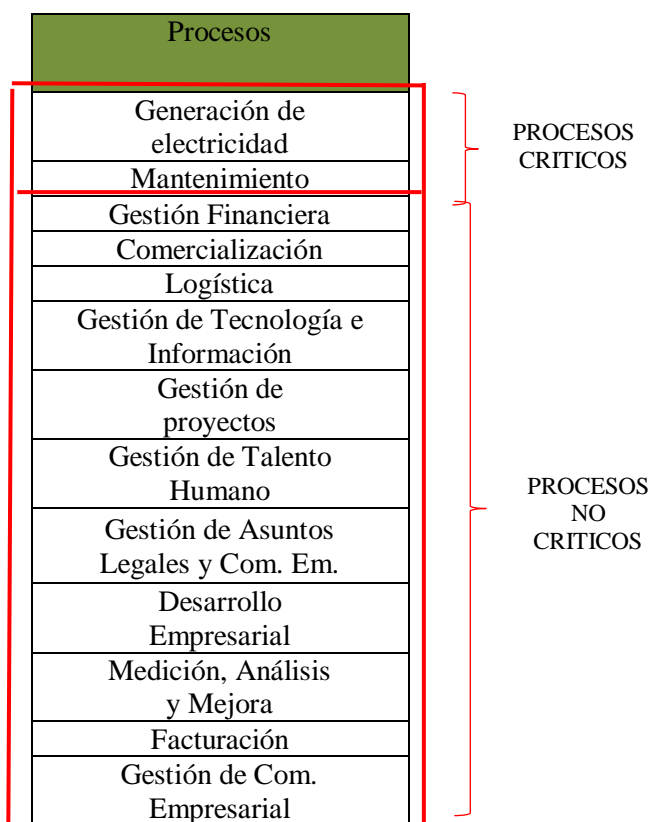 Procesos
Generación de
electricidad
PROCESOS
CRITICOS
Mantenimiento
Gestión Financiera
Comercialización
Logística
Gestión de Tecnología e
Información
Gestión de
proyectos
Gestión de Talento
Humano
PROCESOS
NO
CRITICOS
Gestión de Asuntos
Legales y Com. Em.
Desarrollo
Empresarial
Medición, Análisis
y Mejora
Facturación
Gestión de Com.
Empresarial